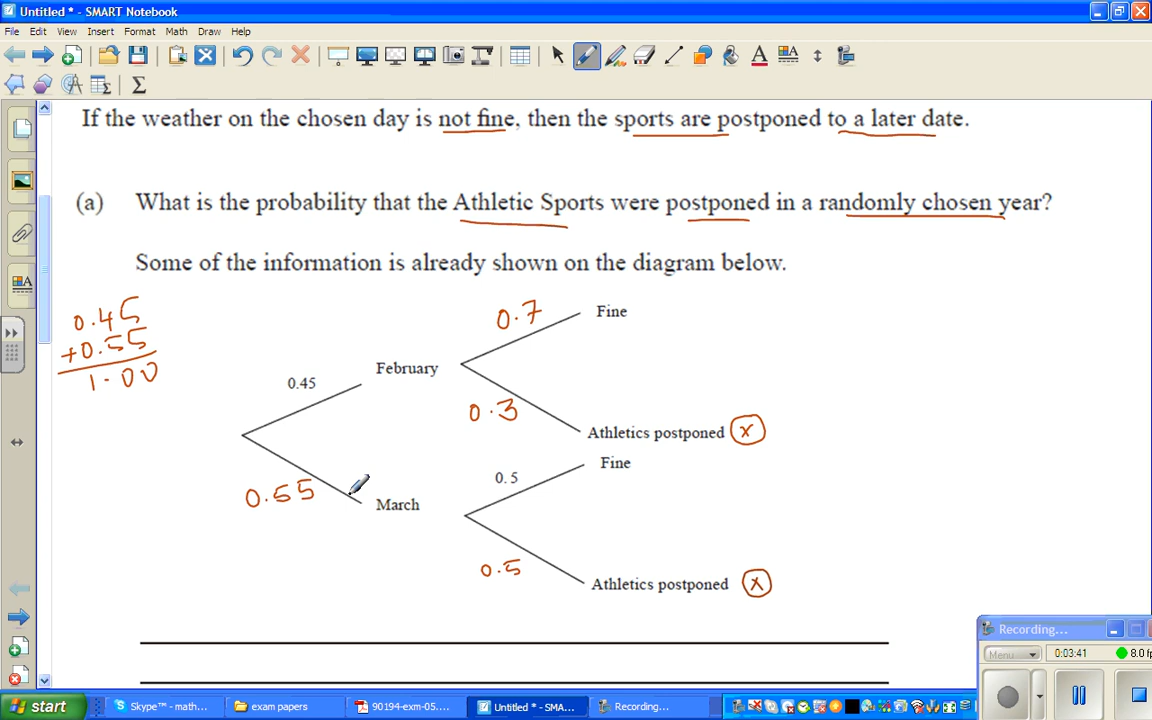 Untitled * - SMART Notebook
File Edit View Insert Format Math Draw Help
If the weather on the chosen day is not fine, then the sports are postponed to a later date.
(a) What is the probability that the Athletic Sports were postponed in a randomly chosen year?
Some of the information is already shown on the diagram below.
0.45
+0.55
1.00
0.7
Fine
0.45
February
0.3
Athletics postponed x
0.55
March
0.5
Fine
0.5
Athletics postponed x
Recording...
Menu
0:03:41
8.0 f
start
Skype™ - math...
exam papers
90194-exm-05....
Untitled * - SMA...
Recording....